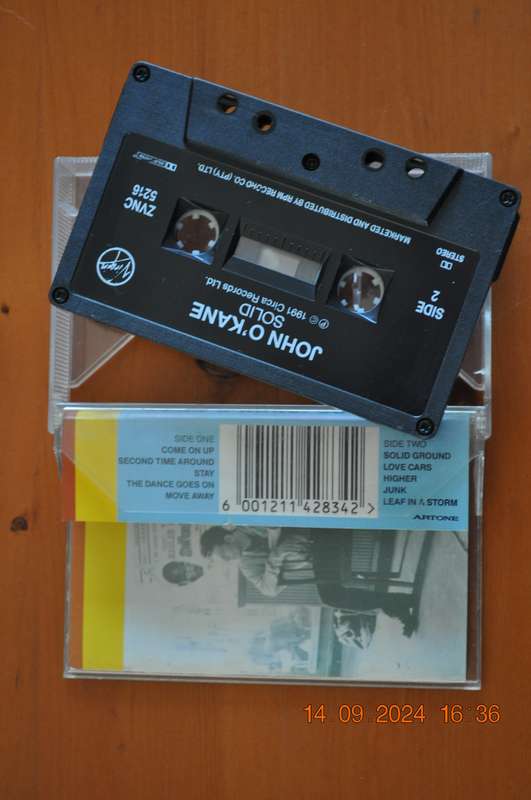 JOHN O'KANE
SOLID
℗ © 1991 Circa Records Ltd.
SIDE
2
STEREO
Virgin
ZVNC
5216
MARKETED AND DISTRIBUTED BY RPM RECORD CO. (PTY) LTD.
SIDE ONE
COME ON UP
SECOND TIME AROUND
STAY
THE DANCE GOES ON
MOVE AWAY
6 001211 428342 >
SIDE TWO
SOLID GROUND
LOVE CARS
HIGHER
JUNK
LEAF IN A STORM
ARTONE
14.09.2024 16:36